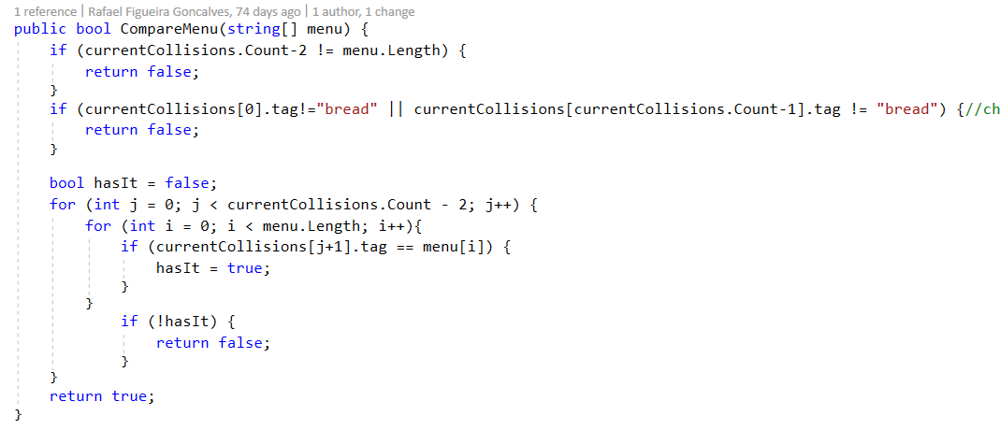 1 reference | Rafael Figueira Goncalves, 74 days ago | 1 author, 1 change
public bool CompareMenu(string[] menu) {
if (currentCollisions.Count-2 != menu.Length) {
return false;
}
if (currentCollisions[0].tag!="bread" || currentCollisions[currentCollisions.Count-1].tag != "bread") {//ch
return false;
}
bool hasIt = false;
for (int j = 0; j < currentCollisions.Count - 2; j++) {
for (int i = 0; i < menu.Length; i++){
if (currentCollisions[j+1].tag == menu[i]) {
hasIt = true;
}
}
if (!hasIt) {
return false;
}
}
return true;
}